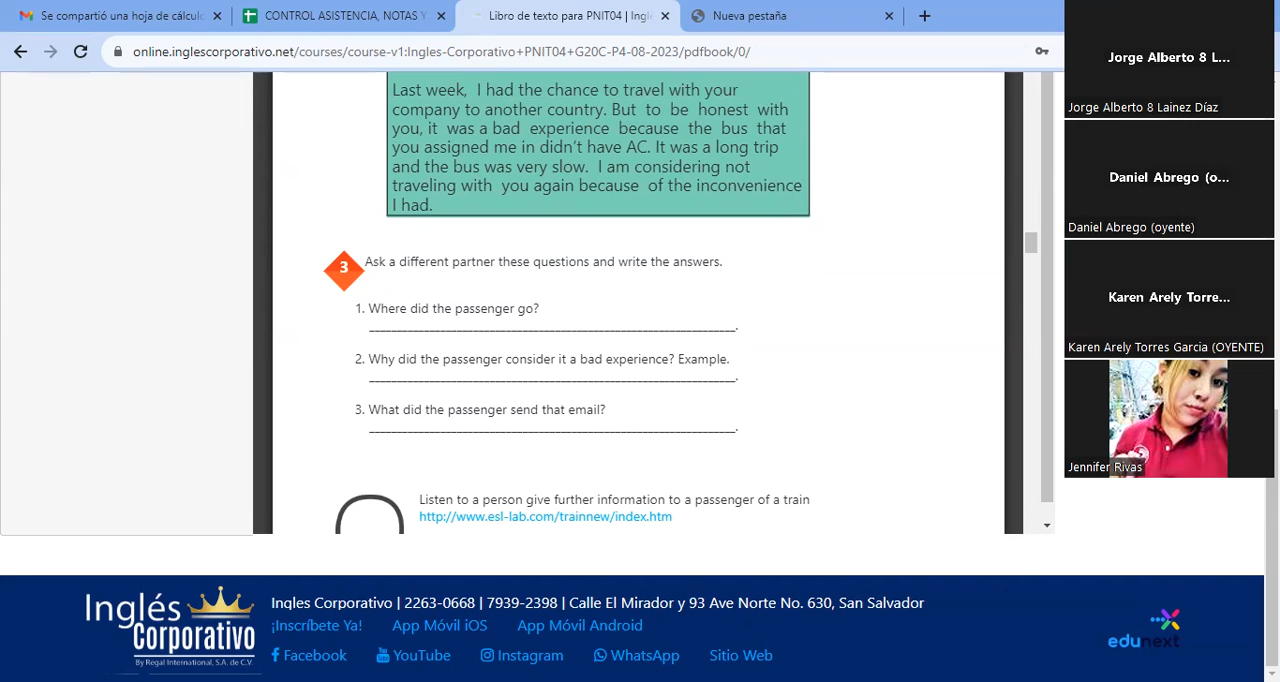 Se compartió una hoja de cálculo
CONTROL ASISTENCIA, NOTAS Y
Libro de texto para PNIT04 | Inglé
Nueva pestaña
online.inglescorporativo.net/courses/course-v1:Ingles-Corporativo+PNIT04+G20C-P4-08-2023/pdfbook/0/
Last week, I had the chance to travel with your
company to another country. But to be honest with
you, it was a bad experience because the bus that
you assigned me in didn't have AC. It was a long trip
and the bus was very slow. I am considering not
traveling with you again because of the inconvenience
I had.
3 Ask a different partner these questions and write the answers.
1. Where did the passenger go?
2. Why did the passenger consider it a bad experience? Example.
3. What did the passenger send that email?
Listen to a person give further information to a passenger of a train
http://www.esl-lab.com/trainnew/index.htm
Jorge Alberto 8 L...
Jorge Alberto 8 Lainez Díaz
Daniel Abrego (o...
Daniel Abrego (oyente)
Karen Arely Torre...
Karen Arely Torres Garcia (OYENTE)
Jennifer Rivas
Inglés
Corporativo
By Regal International, S.A. de C.V.
Ingles Corporativo | 2263-0668 | 7939-2398 | Calle El Mirador y 93 Ave Norte No. 630, San Salvador
¡Inscríbete Ya! App Móvil iOS App Móvil Android
Facebook YouTube Instagram WhatsApp Sitio Web
edunext